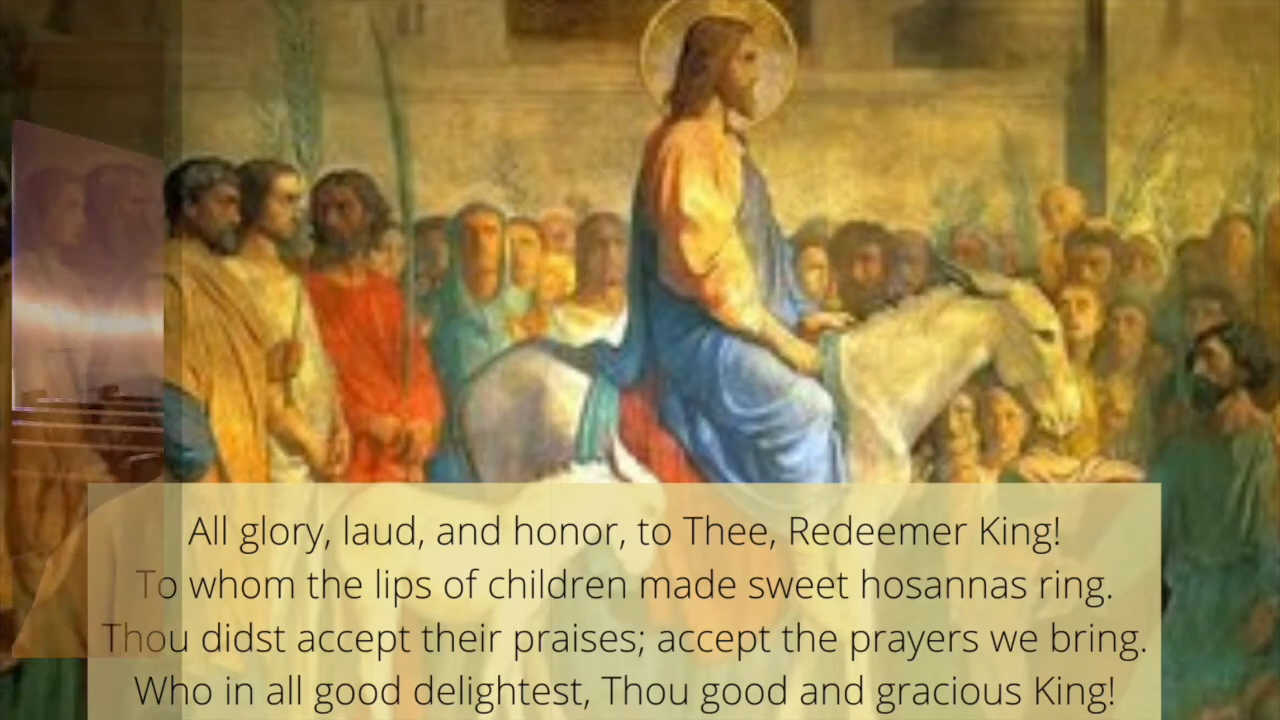 All glory, laud, and honor, to Thee, Redeemer King!
To whom the lips of children made sweet hosannas ring.
Thou didst accept their praises; accept the prayers we bring.
Who in all good delightest, Thou good and gracious King!